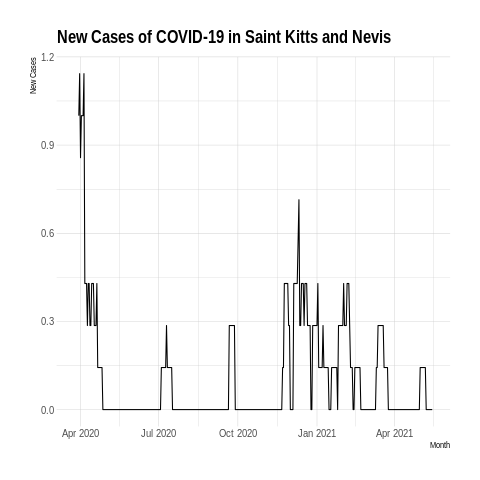 New Cases of COVID-19 in Saint Kitts and Nevis
New Cases
1.2
0.9
0.6
0.3
0.0
Apr 2020 Jul 2020 Oct 2020 Jan 2021 Apr 2021
Month